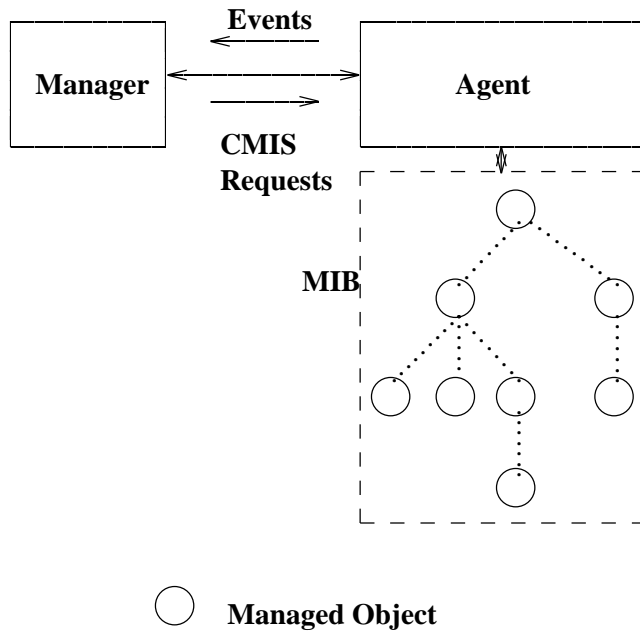 Events
Manager
Agent
CMIS
Requests
MIB
Managed Object